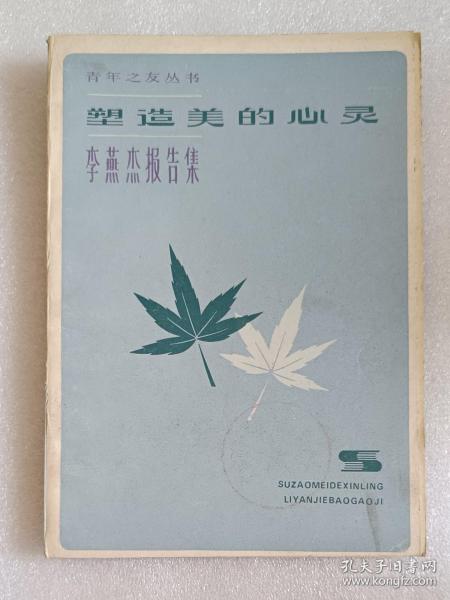 青年之友丛书
塑造美的心灵
李燕杰报告集
SUZAOMEIDEXINLING
LIYANJIEBAOGAOJI
孔夫子旧书网
www.kongfz.com